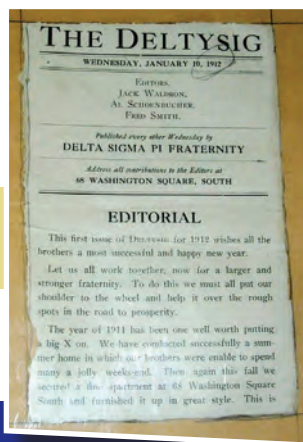 THE DELTYSIG
WEDNESDAY, JANUARY 10, 1912
EDITORS,
JACK WALDRON,
AL SCHOENBUCHER,
FRED SMITH.
Published every other Wednesday by
DELTA SIGMA PI FRATERNITY
Address all contributions to the Editors at
68 WASHINGTON SQUARE, SOUTH
EDITORIAL
This first issue of DELTYSIG for 1912 wishes all the
brothers a most successful and happy new year.
Let us all work together, now for a larger and
stronger fraternity. To do this we must all put our
shoulder to the wheel and help it over the rough
spots in the road to prosperity.
The year of 1911 has been one well worth putting
a big X on. We have conducted successfully a sum-
mer home in which our brothers were enable to spend
many a jolly week-end. Then again this fall we
secured a fine apartment at 68 Washington Square
South and furnished it up in great style. This is